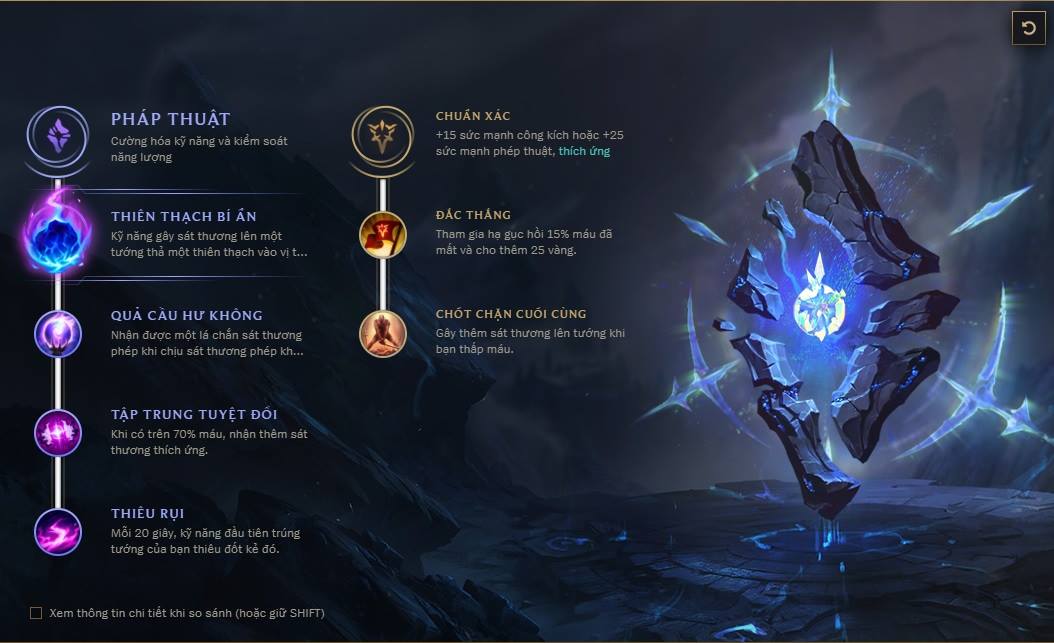 PHÁP THUẬT
Cường hóa kỹ năng và kiểm soát
năng lượng
THIÊN THẠCH BÍ ẨN
Kỹ năng gây sát thương lên một
tướng thả một thiên thạch vào vị t...
QUẢ CẦU HƯ KHÔNG
Nhận được một lá chắn sát thương
phép khi chịu sát thương phép kh...
TẬP TRUNG TUYỆT ĐỐI
Khi có trên 70% máu, nhận thêm sát
thương thích ứng.
THIÊU RỤI
Mỗi 20 giây, kỹ năng đầu tiên trúng
tướng của bạn thiêu đốt kẻ đó.
CHUẨN XÁC
+15 sức mạnh công kích hoặc +25
sức mạnh phép thuật, thích ứng
ĐẮC THẮNG
Tham gia hạ gục hồi 15% máu đã
mất và cho thêm 25 vàng.
CHỐT CHẶN CUỐI CÙNG
Gây thêm sát thương lên tướng khi
bạn thấp máu.
Xem thông tin chi tiết khi so sánh (hoặc giữ SHIFT)